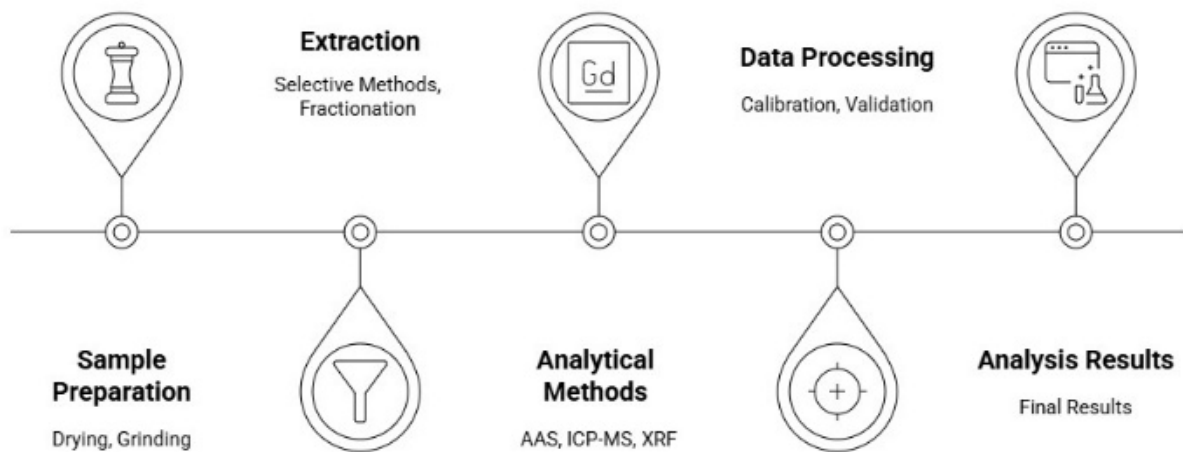 Extraction
Selective Methods,
Fractionation
Gd
Data Processing
Calibration, Validation
Sample
Preparation
Drying, Grinding
Analytical
Methods
AAS, ICP-MS, XRF
Analysis Results
Final Results